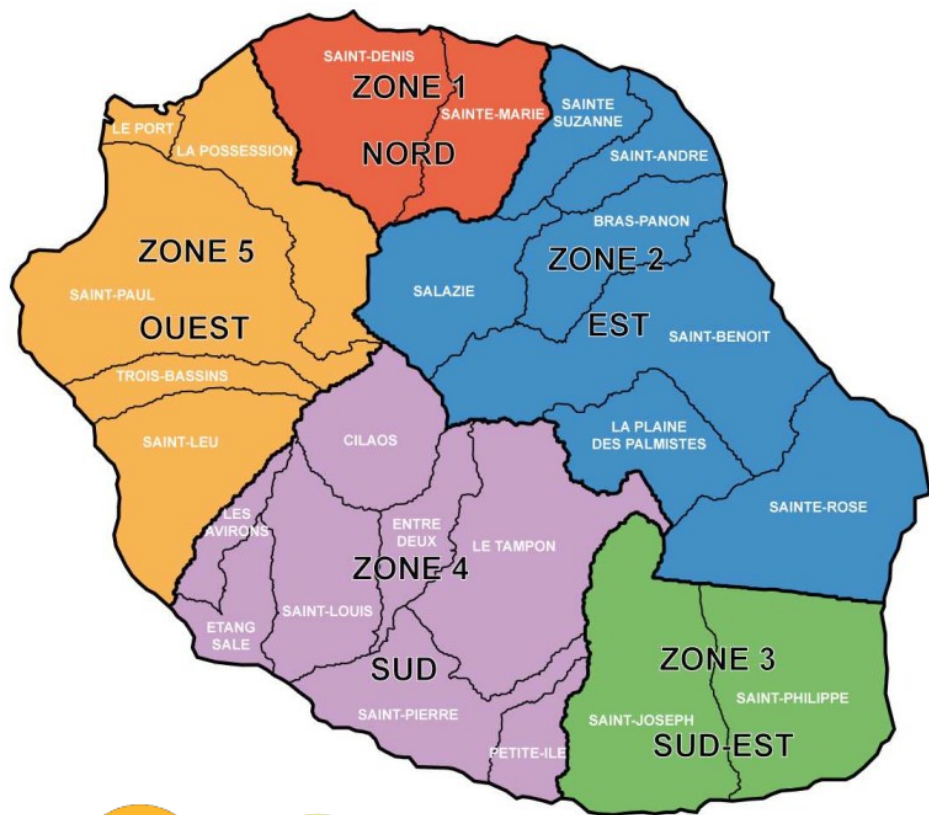 SAINT-DENIS
ZONE 1
SAINTE-MARIE
NORD
SAINTE
SUZANNE
SAINT-ANDRE
LE PORT
LA POSSESSION
BRAS-PANON
ZONE 5
ZONE 2
SALAZIE
SAINT-PAUL
OUEST
EST
SAINT-BENOIT
TROIS-BASSINS
SAINT-LEU
CILAOS
LA PLAINE
DES PALMISTES
SAINTE-ROSE
LES
AVIRONS
ENTRE
DEUX
LE TAMPON
ZONE 4
SAINT-LOUIS
ETANG
SALE
SUD
SAINT-PIERRE
PETITE-ILE
ZONE 3
SAINT-PHILIPPE
SAINT-JOSEPH
SUD-EST